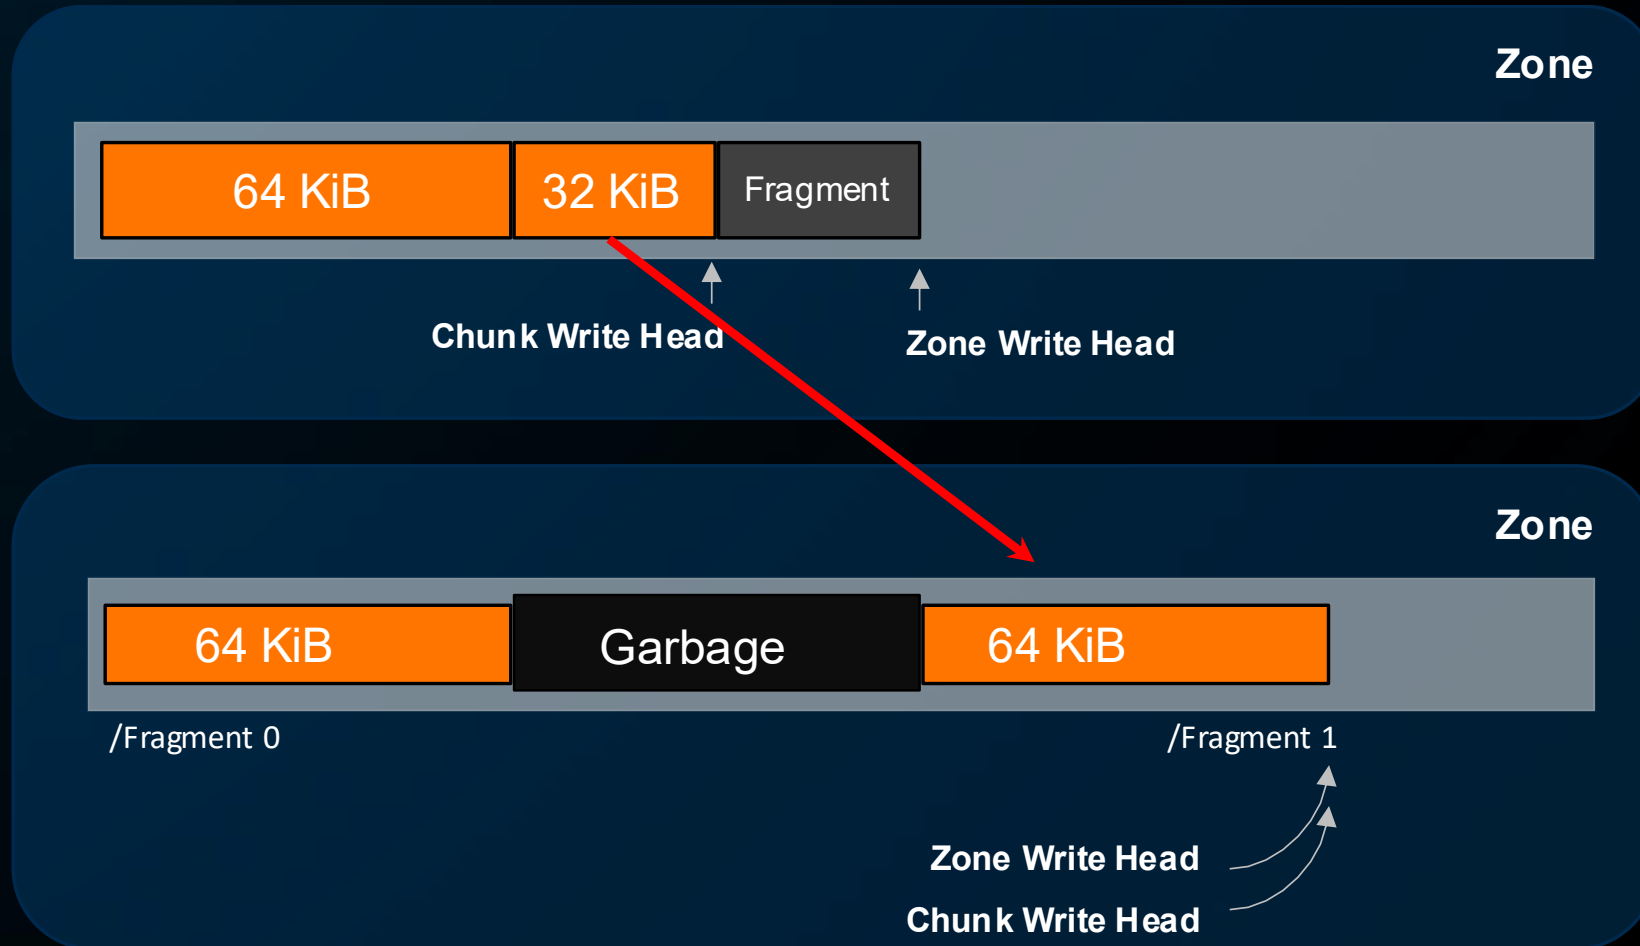 Zone
64 KiB
32 KiB
Fragment
Chunk Write Head
Zone Write Head
Zone
64 KiB
Garbage
64 KiB
/Fragment 0
/Fragment 1
Zone Write Head
Chunk Write Head